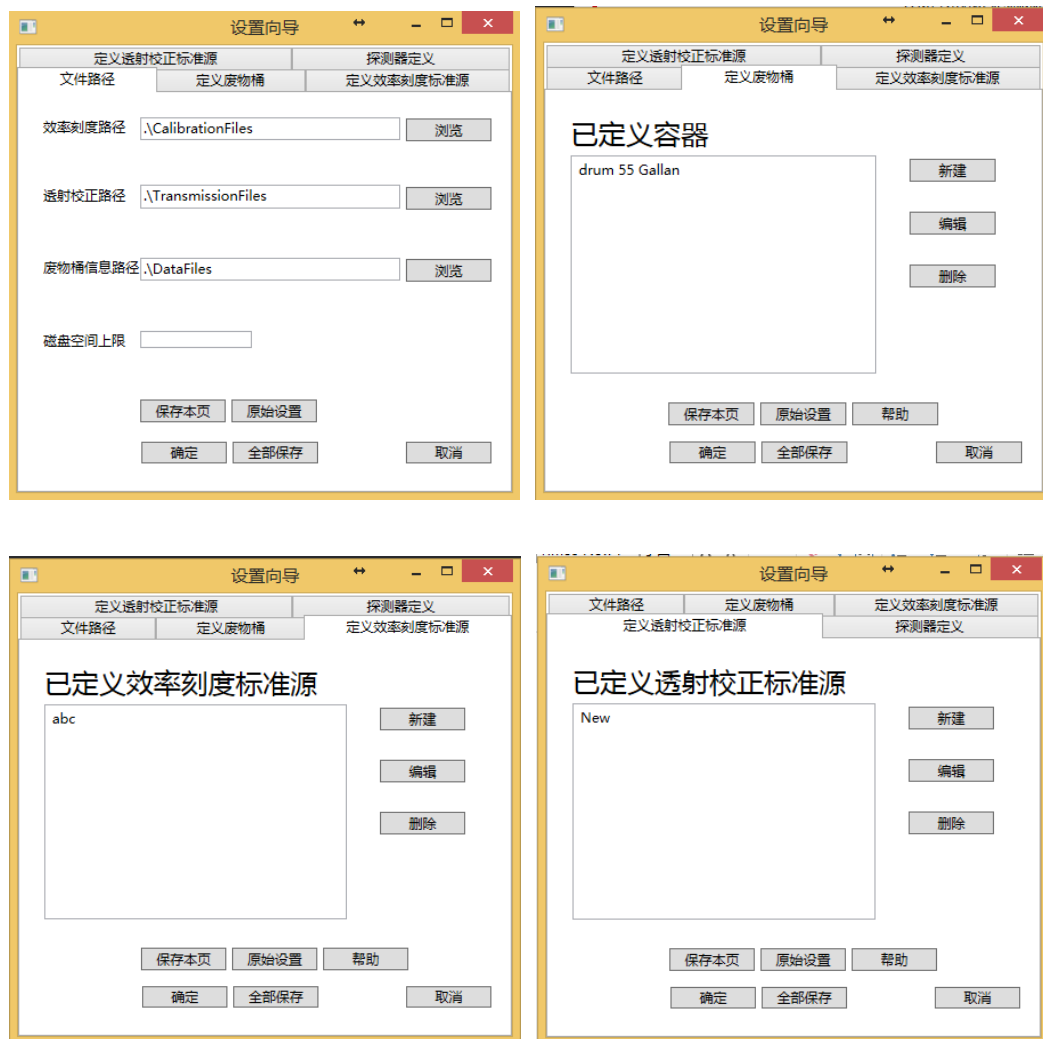 设置向导
定义透射校正标准源 探测器定义
文件路径 定义废物桶 定义效率刻度标准源
效率刻度路径 .\CalibrationFiles 浏览
透射校正路径 .\TransmissionFiles 浏览
废物桶信息路径 .\DataFiles 浏览
磁盘空间上限
保存本页 原始设置
确定 全部保存 取消
设置向导
定义透射校正标准源 探测器定义
文件路径 定义废物桶 定义效率刻度标准源
已定义容器
drum 55 Gallan 新建
编辑
删除
保存本页 原始设置 帮助
确定 全部保存 取消
设置向导
定义透射校正标准源 探测器定义
文件路径 定义废物桶 定义效率刻度标准源
已定义效率刻度标准源
abc 新建
编辑
删除
保存本页 原始设置 帮助
确定 全部保存 取消
设置向导
文件路径 定义废物桶 定义效率刻度标准源
定义透射校正标准源 探测器定义
已定义透射校正标准源
New 新建
编辑
删除
保存本页 原始设置 帮助
确定 全部保存 取消